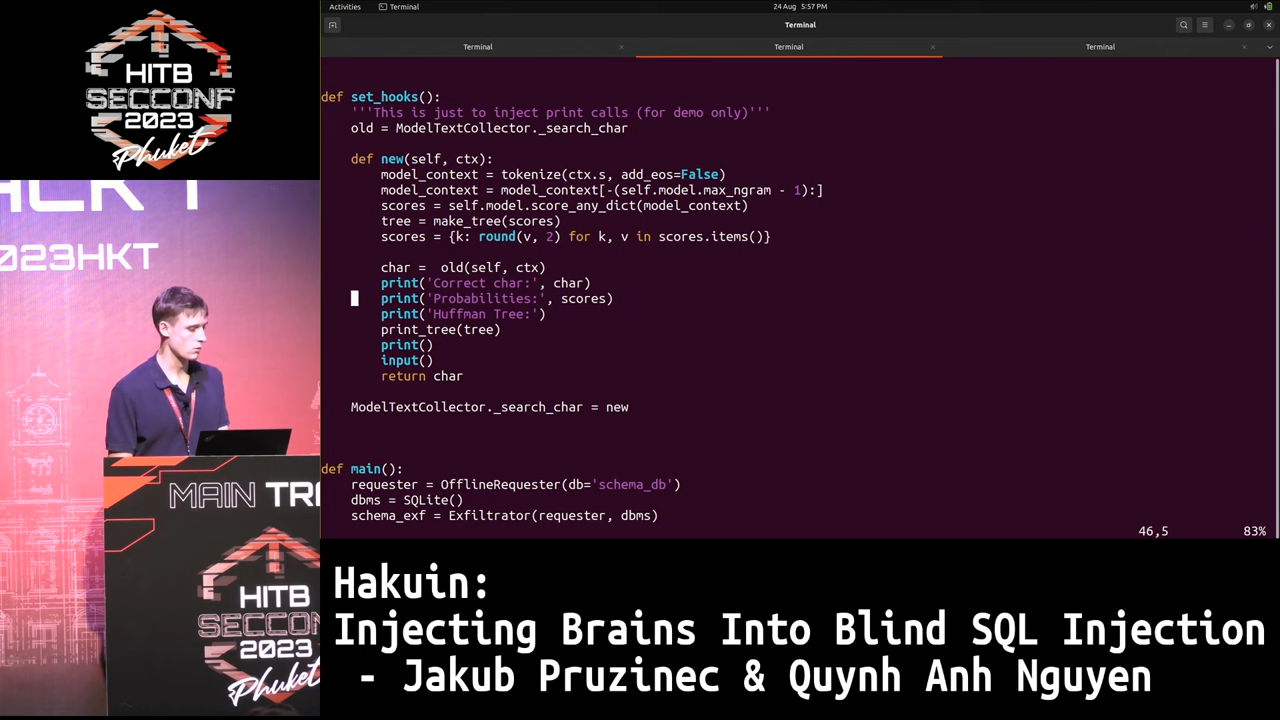 HITB
SECCONF
2023
Phuket
HACK T
2023HKT
MAIN TRA
HITB
SECCON
2023
Phuket
Activities
Terminal
24 Aug 5:57 PM
Terminal
Terminal
Terminal
Terminal
def set_hooks():
    '''This is just to inject print calls (for demo only)'''
    old = ModelTextCollector._search_char
    def new(self, ctx):
        model_context = tokenize(ctx.s, add_eos=False)
        model_context = model_context[-(self.model.max_ngram - 1):]
        scores = self.model.score_any_dict(model_context)
        tree = make_tree(scores)
        scores = {k: round(v, 2) for k, v in scores.items()}
        char =  old(self, ctx)
        print('Correct char:', char)
        print('Probabilities:', scores)
        print('Huffman Tree:')
        print_tree(tree)
        print()
        input()
        return char
    ModelTextCollector._search_char = new
def main():
    requester = OfflineRequester(db='schema_db')
    dbms = SQLite()
    schema_exf = Exfiltrator(requester, dbms)
46,5
83%
Hakuin:
Injecting Brains Into Blind SQL Injection
- Jakub Pruzinec & Quynh Anh Nguyen